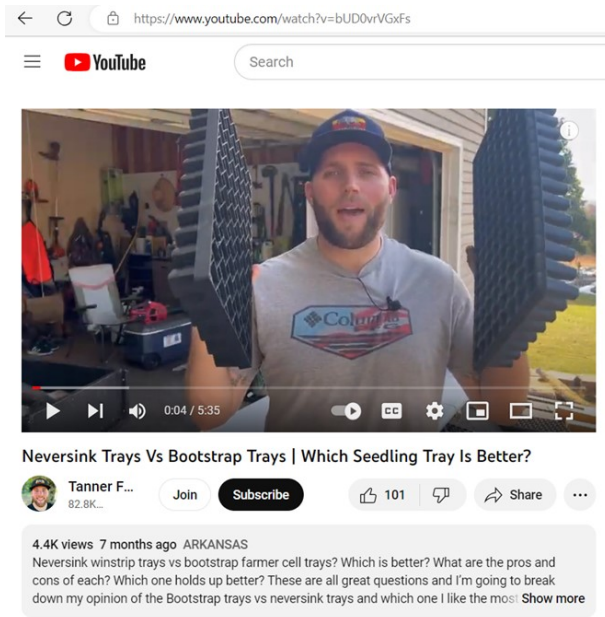 https://www.youtube.com/watch?v=bUD0vrVGxFs
YouTube
Search
Columbia
CC
0:04 / 5:35
Neversink Trays Vs Bootstrap Trays | Which Seedling Tray Is Better?
Tanner F...
82.8K...
Join
Subscribe
101
Share
4.4K views 7 months ago ARKANSAS
Neversink winstrip trays vs bootstrap farmer cell trays? Which is better? What are the pros and
cons of each? Which one holds up better? These are all great questions and I'm going to break
down my opinion of the Bootstrap trays vs neversink trays and which one I like the most Show more